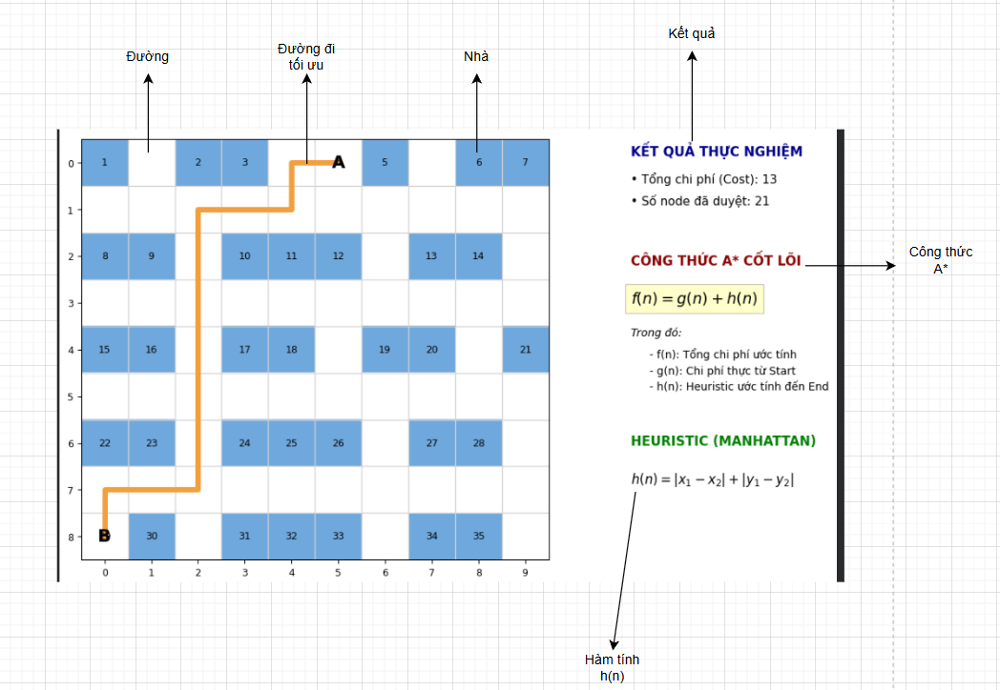 Kết quả
Đường
Đường đi
tối ưu
Nhà
KẾT QUẢ THỰC NGHIỆM
• Tổng chi phí (Cost): 13
• Số node đã duyệt: 21
CÔNG THỨC A* CỐT LÕI
Công thức
A*
f(n) = g(n) + h(n)
Trong đó:
- f(n): Tổng chi phí ước tính
- g(n): Chi phí thực từ Start
- h(n): Heuristic ước tính đến End
HEURISTIC (MANHATTAN)
h(n) = |x₁ − x₂| + |y₁ − y₂|
Hàm tính
h(n)
0 1 2 3 A 5 6 7
1
2 8 9 10 11 12 13 14
3
4 15 16 17 18 19 20 21
5
6 22 23 24 25 26 27 28
7
8 B 30 31 32 33 34 35
0 1 2 3 4 5 6 7 8 9